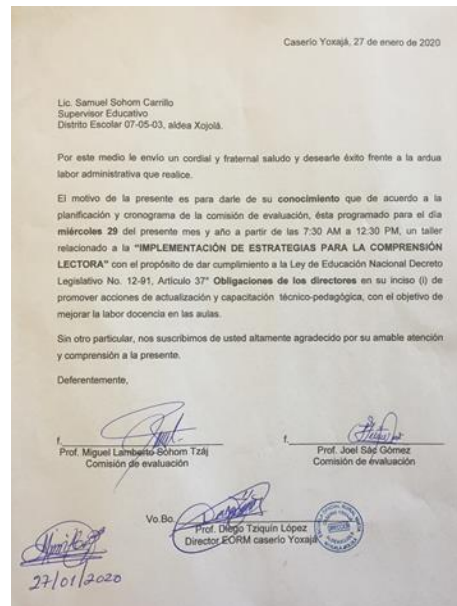 Caserío Yoxajá, 27 de enero de 2020
Lic. Samuel Sohom Carrillo
Supervisor Educativo
Distrito Escolar 07-05-03, aldea Xojolá.
Por este medio le envío un cordial y fraternal saludo y desearle éxito frente a la ardua
labor administrativa que realice.
El motivo de la presente es para darle de su conocimiento que de acuerdo a la
planificación y cronograma de la comisión de evaluación, ésta programado para el día
miércoles 29 del presente mes y año a partir de las 7:30 AM a 12:30 PM, un taller
relacionado a la "IMPLEMENTACIÓN DE ESTRATEGIAS PARA LA COMPRENSIÓN
LECTORA" con el propósito de dar cumplimiento a la Ley de Educación Nacional Decreto
Legislativo No. 12-91, Artículo 37° Obligaciones de los directores en su inciso (i) de
promover acciones de actualización y capacitación técnico-pedagógica, con el objetivo de
mejorar la labor docencia en las aulas.
Sin otro particular, nos suscribimos de usted altamente agradecido por su amable atención
y comprensión a la presente.
Deferentemente,
f.
Prof. Miguel Lamberto Sohom Tzáj
Comisión de evaluación
f.
Prof. Joel Sáq Gómez
Comisión de evaluación
Vo.Bo.
Prof. Diego Tziquín López
Director EORM caserío Yoxajá
27/01/2020